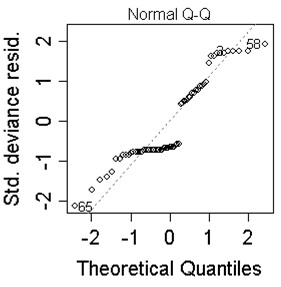 Normal Q-Q
Std. deviance resid.
2
1
0
-1
-2
58
65
-2 -1 0 1 2
Theoretical Quantiles